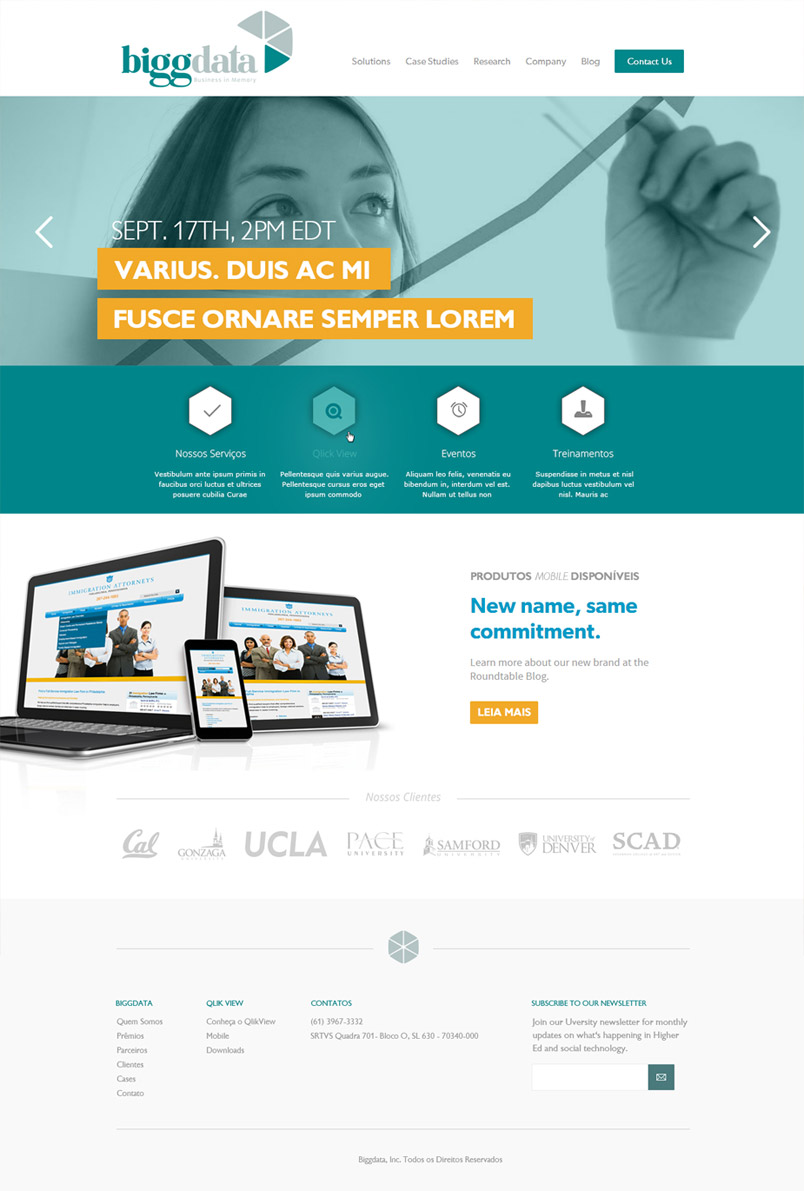 biggdata
Business in Memory
Solutions Case Studies Research Company Blog Contact Us
SEPT. 17TH, 2PM EDT
VARIUS. DUIS AC MI
FUSCE ORNARE SEMPER LOREM
Nossos Serviços
Vestibulum ante ipsum primis in
faucibus orci luctus et ultrices
posuere cubilia Curae
Qlick View
Pellentesque quis varius augue.
Pellentesque cursus eros eget
ipsum commodo
Eventos
Aliquam leo felis, venenatis eu
bibendum in, interdum vel est.
Nullam ut tellus non
Treinamentos
Suspendisse in metus et nisl
dapibus luctus vestibulum vel
nisl. Mauris ac
IMMIGRATION ATTORNEYS
IMMIGRATION ATTORNEYS
PRODUTOS MOBILE DISPONÍVEIS
New name, same
commitment.
Learn more about our new brand at the
Roundtable Blog.
LEIA MAIS
Nossos Clientes
Cal
GONZAGA
UNIVERSITY
UCLA
PACE
UNIVERSITY
SAMFORD
UNIVERSITY
UNIVERSITY of
DENVER
SCAD
BIGGDATA
Quem Somos
Prêmios
Parceiros
Clientes
Cases
Contato
QLIK VIEW
Conheça o QlikView
Mobile
Downloads
CONTATOS
(61) 3967-3332
SRTVS Quadra 701- Bloco O, SL 630 - 70340-000
SUBSCRIBE TO OUR NEWSLETTER
Join our Uversity newsletter for monthly
updates on what's happening in Higher
Ed and social technology.
Biggdata, Inc. Todos os Direitos Reservados